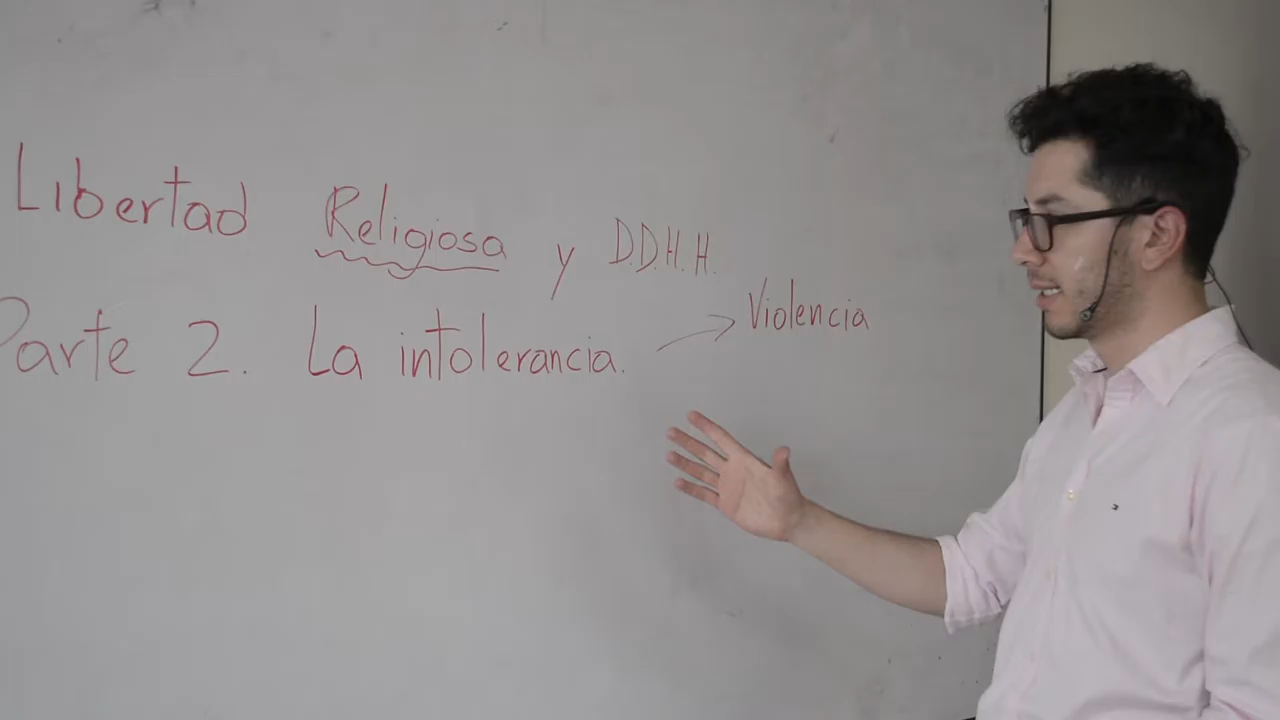 Libertad Religiosa y D.D.H.H.
Parte 2. La intolerancia. → Violencia